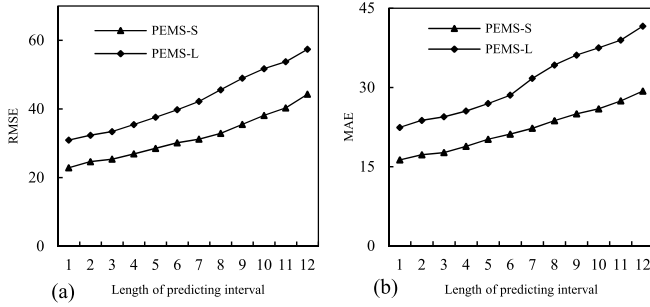 60
40
20
0
RMSE
PEMS-S
PEMS-L
1 2 3 4 5 6 7 8 9 10 11 12
Length of predicting interval
(a)
45
30
15
0
MAE
PEMS-S
PEMS-L
1 2 3 4 5 6 7 8 9 10 11 12
Length of predicting interval
(b)